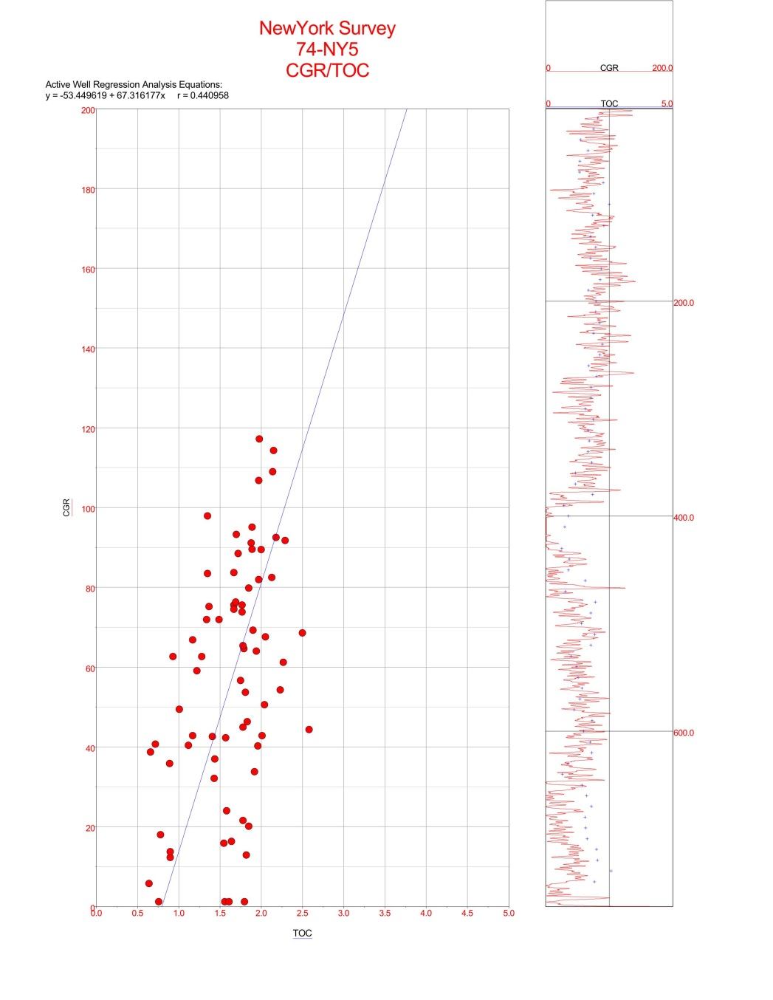 NewYork Survey
74-NY5
CGR/TOC
Active Well Regression Analysis Equations:
y = -53.449619 + 67.316177x r = 0.440958
200
180
160
140
120
100
80
60
40
20
0
CGR
0.0 0.5 1.0 1.5 2.0 2.5 3.0 3.5 4.0 4.5 5.0
TOC
0 CGR 200.0
0 TOC 5.0
200.0
400.0
600.0